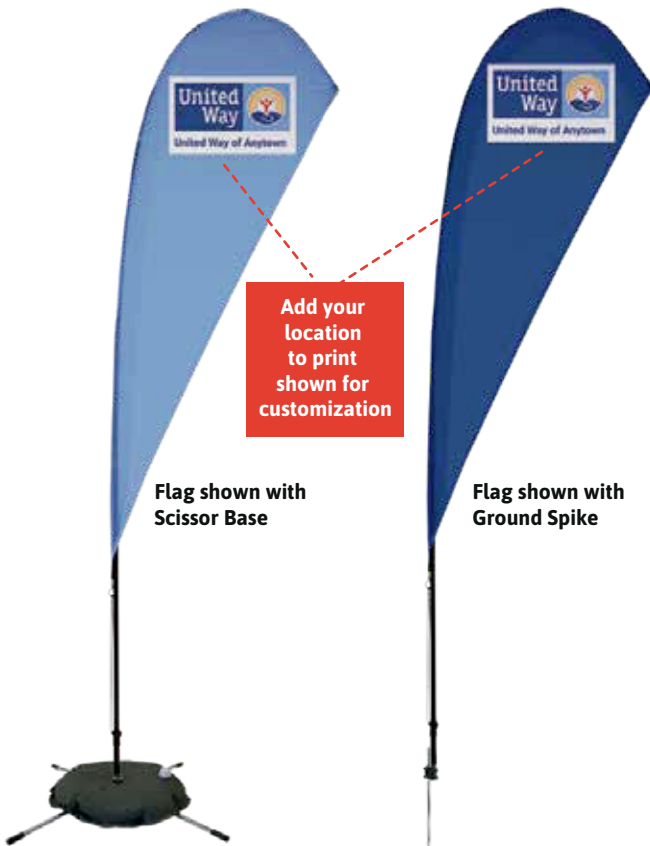 United
Way
United Way of Anytown
United
Way
United Way of Anytown
Add your
location
to print
shown for
customization
Flag shown with
Scissor Base
Flag shown with
Ground Spike